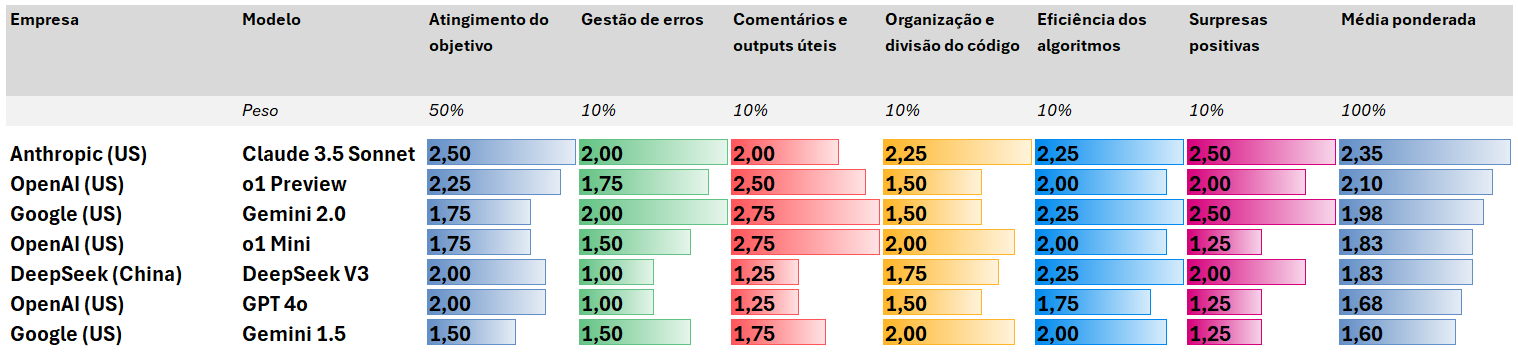 Empresa Modelo Atingimento do objetivo Gestão de erros Comentários e outputs úteis Organização e divisão do código Eficiência dos algoritmos Surpresas positivas Média ponderada
Peso 50% 10% 10% 10% 10% 10% 100%
Anthropic (US) Claude 3.5 Sonnet 2,50 2,00 2,00 2,25 2,25 2,50 2,35
OpenAI (US) o1 Preview 2,25 1,75 2,50 1,50 2,00 2,00 2,10
Google (US) Gemini 2.0 1,75 2,00 2,75 1,50 2,25 2,50 1,98
OpenAI (US) o1 Mini 1,75 1,50 2,75 2,00 2,00 1,25 1,83
DeepSeek (China) DeepSeek V3 2,00 1,00 1,25 1,75 2,25 2,00 1,83
OpenAI (US) GPT 4o 2,00 1,00 1,25 1,50 1,75 1,25 1,68
Google (US) Gemini 1.5 1,50 1,50 1,75 2,00 2,00 1,25 1,60